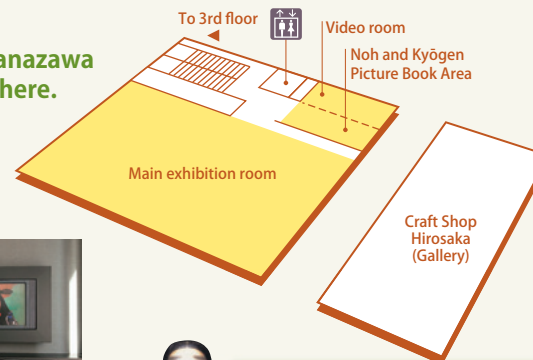 anazawa
here.
To 3rd floor
Video room
Noh and Kyōgen
Picture Book Area
Main exhibition room
Craft Shop
Hirosaka
(Gallery)